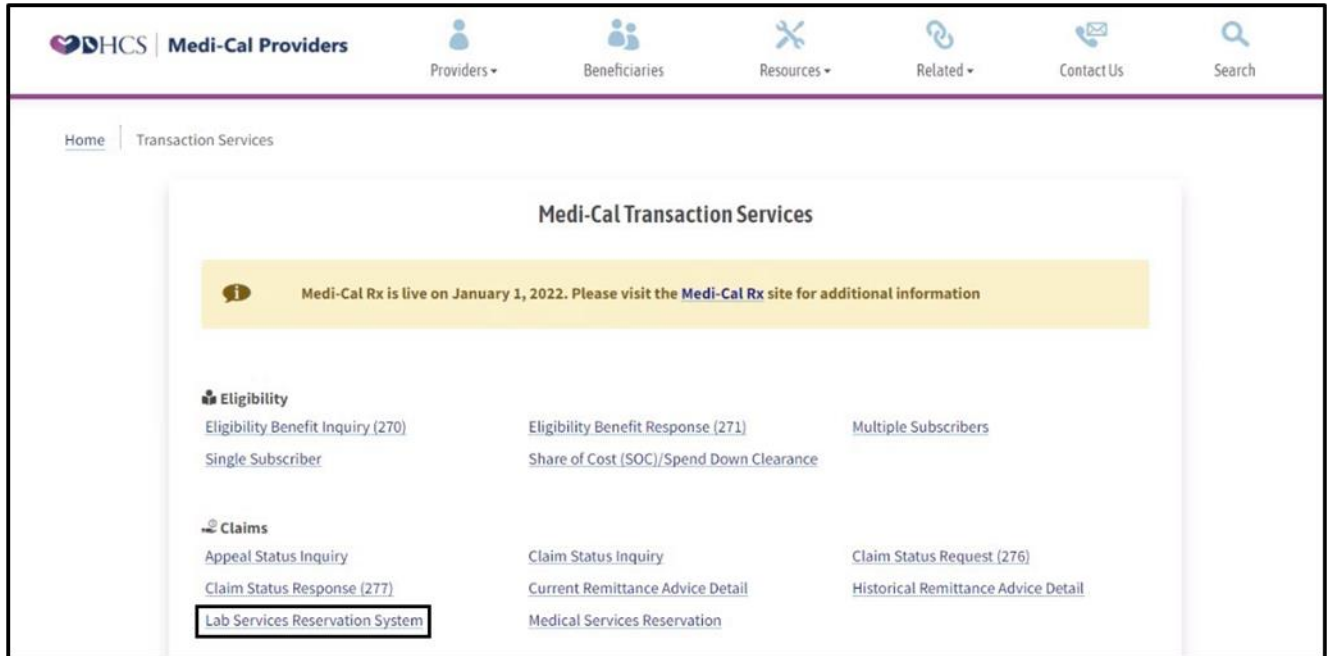 DHCS | Medi-Cal Providers
Providers
Beneficiaries
Resources
Related
Contact Us
Search
Home | Transaction Services
Medi-Cal Transaction Services
Medi-Cal Rx is live on January 1, 2022. Please visit the Medi-Cal Rx site for additional information
Eligibility
Eligibility Benefit Inquiry (270) Eligibility Benefit Response (271) Multiple Subscribers
Single Subscriber Share of Cost (SOC)/Spend Down Clearance
Claims
Appeal Status Inquiry Claim Status Inquiry Claim Status Request (276)
Claim Status Response (277) Current Remittance Advice Detail Historical Remittance Advice Detail
Lab Services Reservation System Medical Services Reservation